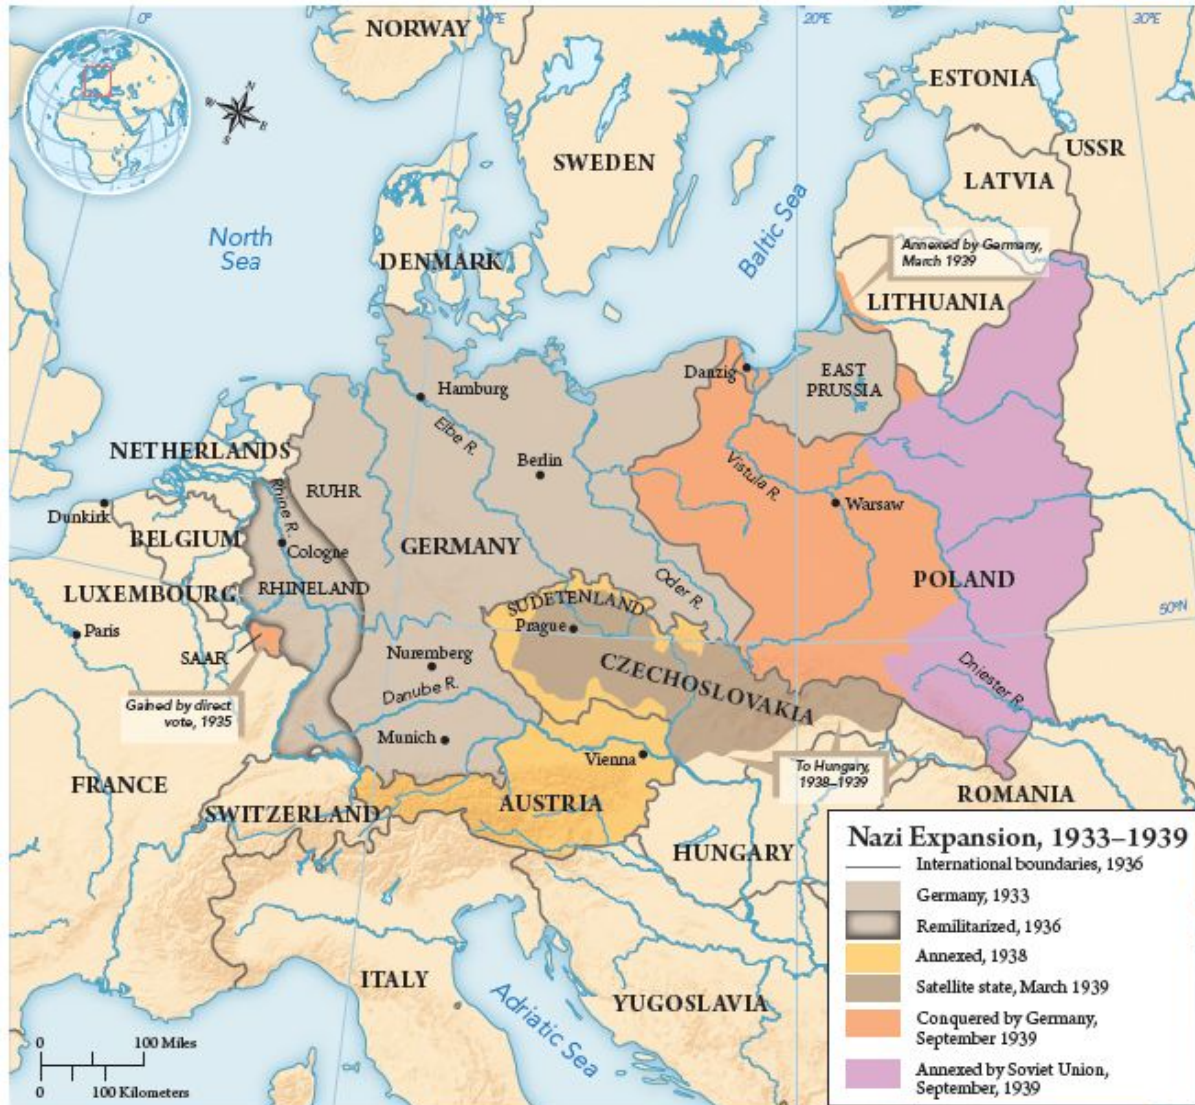 0°
10°E
20°E
30°E
NORWAY
ESTONIA
N
W
E
S
SWEDEN
USSR
LATVIA
North
Sea
Baltic Sea
DENMARK
Annexed by Germany,
March 1939
LITHUANIA
Danzig
EAST
PRUSSIA
Hamburg
Elbe R.
NETHERLANDS
Berlin
Vistula R.
Rhine R.
RUHR
Warsaw
Dunkirk
BELGIUM
Cologne
GERMANY
LUXEMBOURG
RHINELAND
Oder R.
POLAND
SUDETENLAND
50°N
Paris
Prague
SAAR
Nuremberg
CZECHOSLOVAKIA
Dniester R.
Danube R.
Gained by direct
vote, 1935
Munich
Vienna
To Hungary,
1938–1939
FRANCE
SWITZERLAND
AUSTRIA
ROMANIA
HUNGARY
Nazi Expansion, 1933–1939
International boundaries, 1936
Germany, 1933
Remilitarized, 1936
Annexed, 1938
Satellite state, March 1939
Conquered by Germany,
September 1939
Annexed by Soviet Union,
September, 1939
ITALY
Adriatic Sea
YUGOSLAVIA
0 100 Miles
0 100 Kilometers